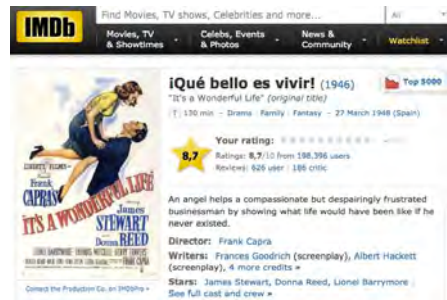 IMDb
Find Movies, TV shows, Celebrities and more...
All
Movies, TV
& Showtimes
Celebs, Events
& Photos
News &
Community
Watchlist
¡Qué bello es vivir! (1946)
Top 5000
"It's a Wonderful Life" (original title)
T 130 min - Drama | Family | Fantasy - 27 March 1948 (Spain)
Your rating:
8,7
Ratings: 8,7/10 from 198,396 users
Reviews: 626 user | 186 critic
An angel helps a compassionate but despairingly frustrated
businessman by showing what life would have been like if he
never existed.
Director: Frank Capra
Writers: Frances Goodrich (screenplay), Albert Hackett
(screenplay), 4 more credits »
Stars: James Stewart, Donna Reed, Lionel Barrymore
See full cast and crew »
LIBERTY FILMS
Frank
CAPRA'S
IT'S A WONDERFUL LIFE
James
STEWART
Donna
REED
Contact the Production Co. on IMDbPro »